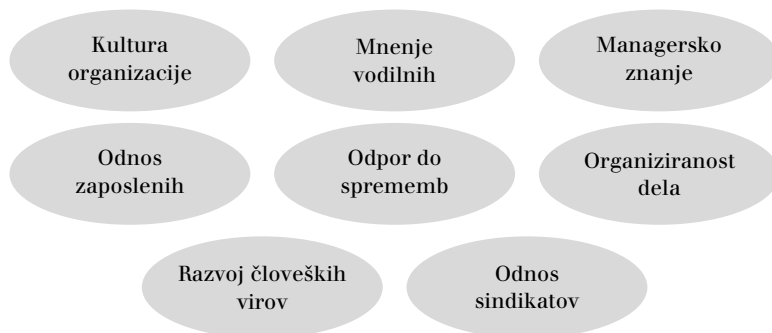 Kultura
organizacije
Mnenje
vodilnih
Managersko
znanje
Odnos
zaposlenih
Odpor do
sprememb
Organiziranost
dela
Razvoj človeških
virov
Odnos
sindikatov